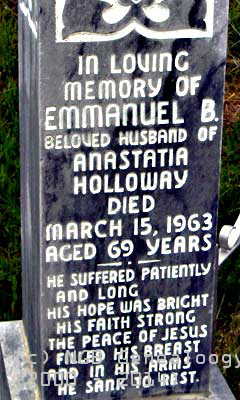 IN LOVING
MEMORY OF
EMMANUEL B.
BELOVED HUSBAND OF
ANASTATIA
HOLLOWAY
DIED
MARCH 15, 1963
AGED 69 YEARS
HE SUFFERED PATIENTLY
AND LONG
HIS HOPE WAS BRIGHT
HIS FAITH STRONG
THE PEACE OF JESUS
FILLED HIS BREAST
AND IN HIS ARMS
HE SANK TO REST.